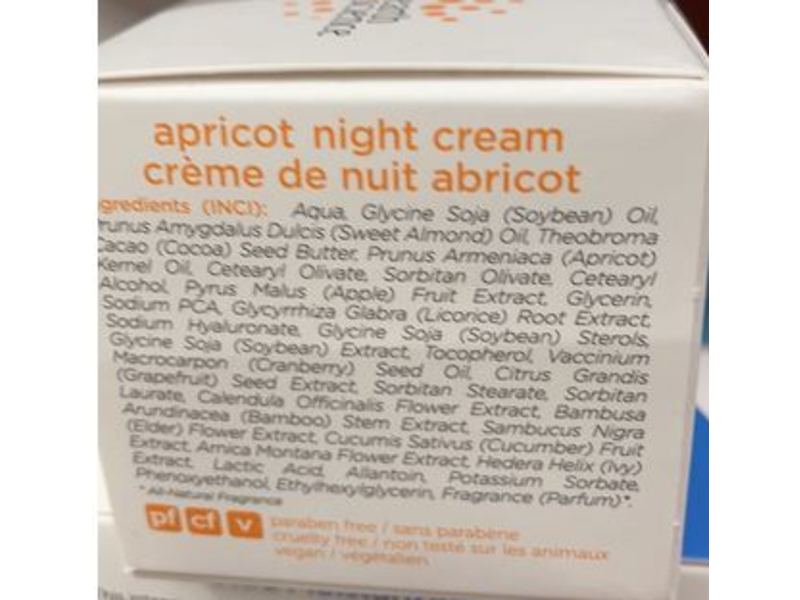 apricot night cream
crème de nuit abricot
gredients (INCI): Aqua, Glycine Soja (Soybean) Oil,
runus Amygdalus Dulcis (Sweet Almond) Oil, Theobroma
Cacao (Cocoa) Seed Butter, Prunus Armeniaca (Apricot)
Kernel Oil, Cetearyl Olivate, Sorbitan Olivate, Cetearyl
Alcohol, Pyrus Malus (Apple) Fruit Extract, Glycerin,
Sodium PCA, Glycyrrhiza Glabra (Licorice) Root Extract,
Sodium Hyaluronate, Glycine Soja (Soybean) Sterols,
Glycine Soja (Soybean) Extract, Tocopherol, Vaccinium
Macrocarpon (Cranberry) Seed Oil, Citrus Grandis
(Grapefruit) Seed Extract, Sorbitan Stearate, Sorbitan
Laurate, Calendula Officinalis Flower Extract, Bambusa
Arundinacea (Bamboo) Stem Extract, Sambucus Nigra
(Elder) Flower Extract, Cucumis Sativus (Cucumber) Fruit
Extract, Arnica Montana Flower Extract, Hedera Helix (Ivy)
Extract, Lactic Acid, Allantoin, Potassium Sorbate,
Phenoxyethanol, Ethylhexylglycerin, Fragrance (Parfum)*.
* All-Natural Fragrance
pf cf v
paraben free / sans parabène
cruelty free / non testé sur les animaux
vegan / végétalien